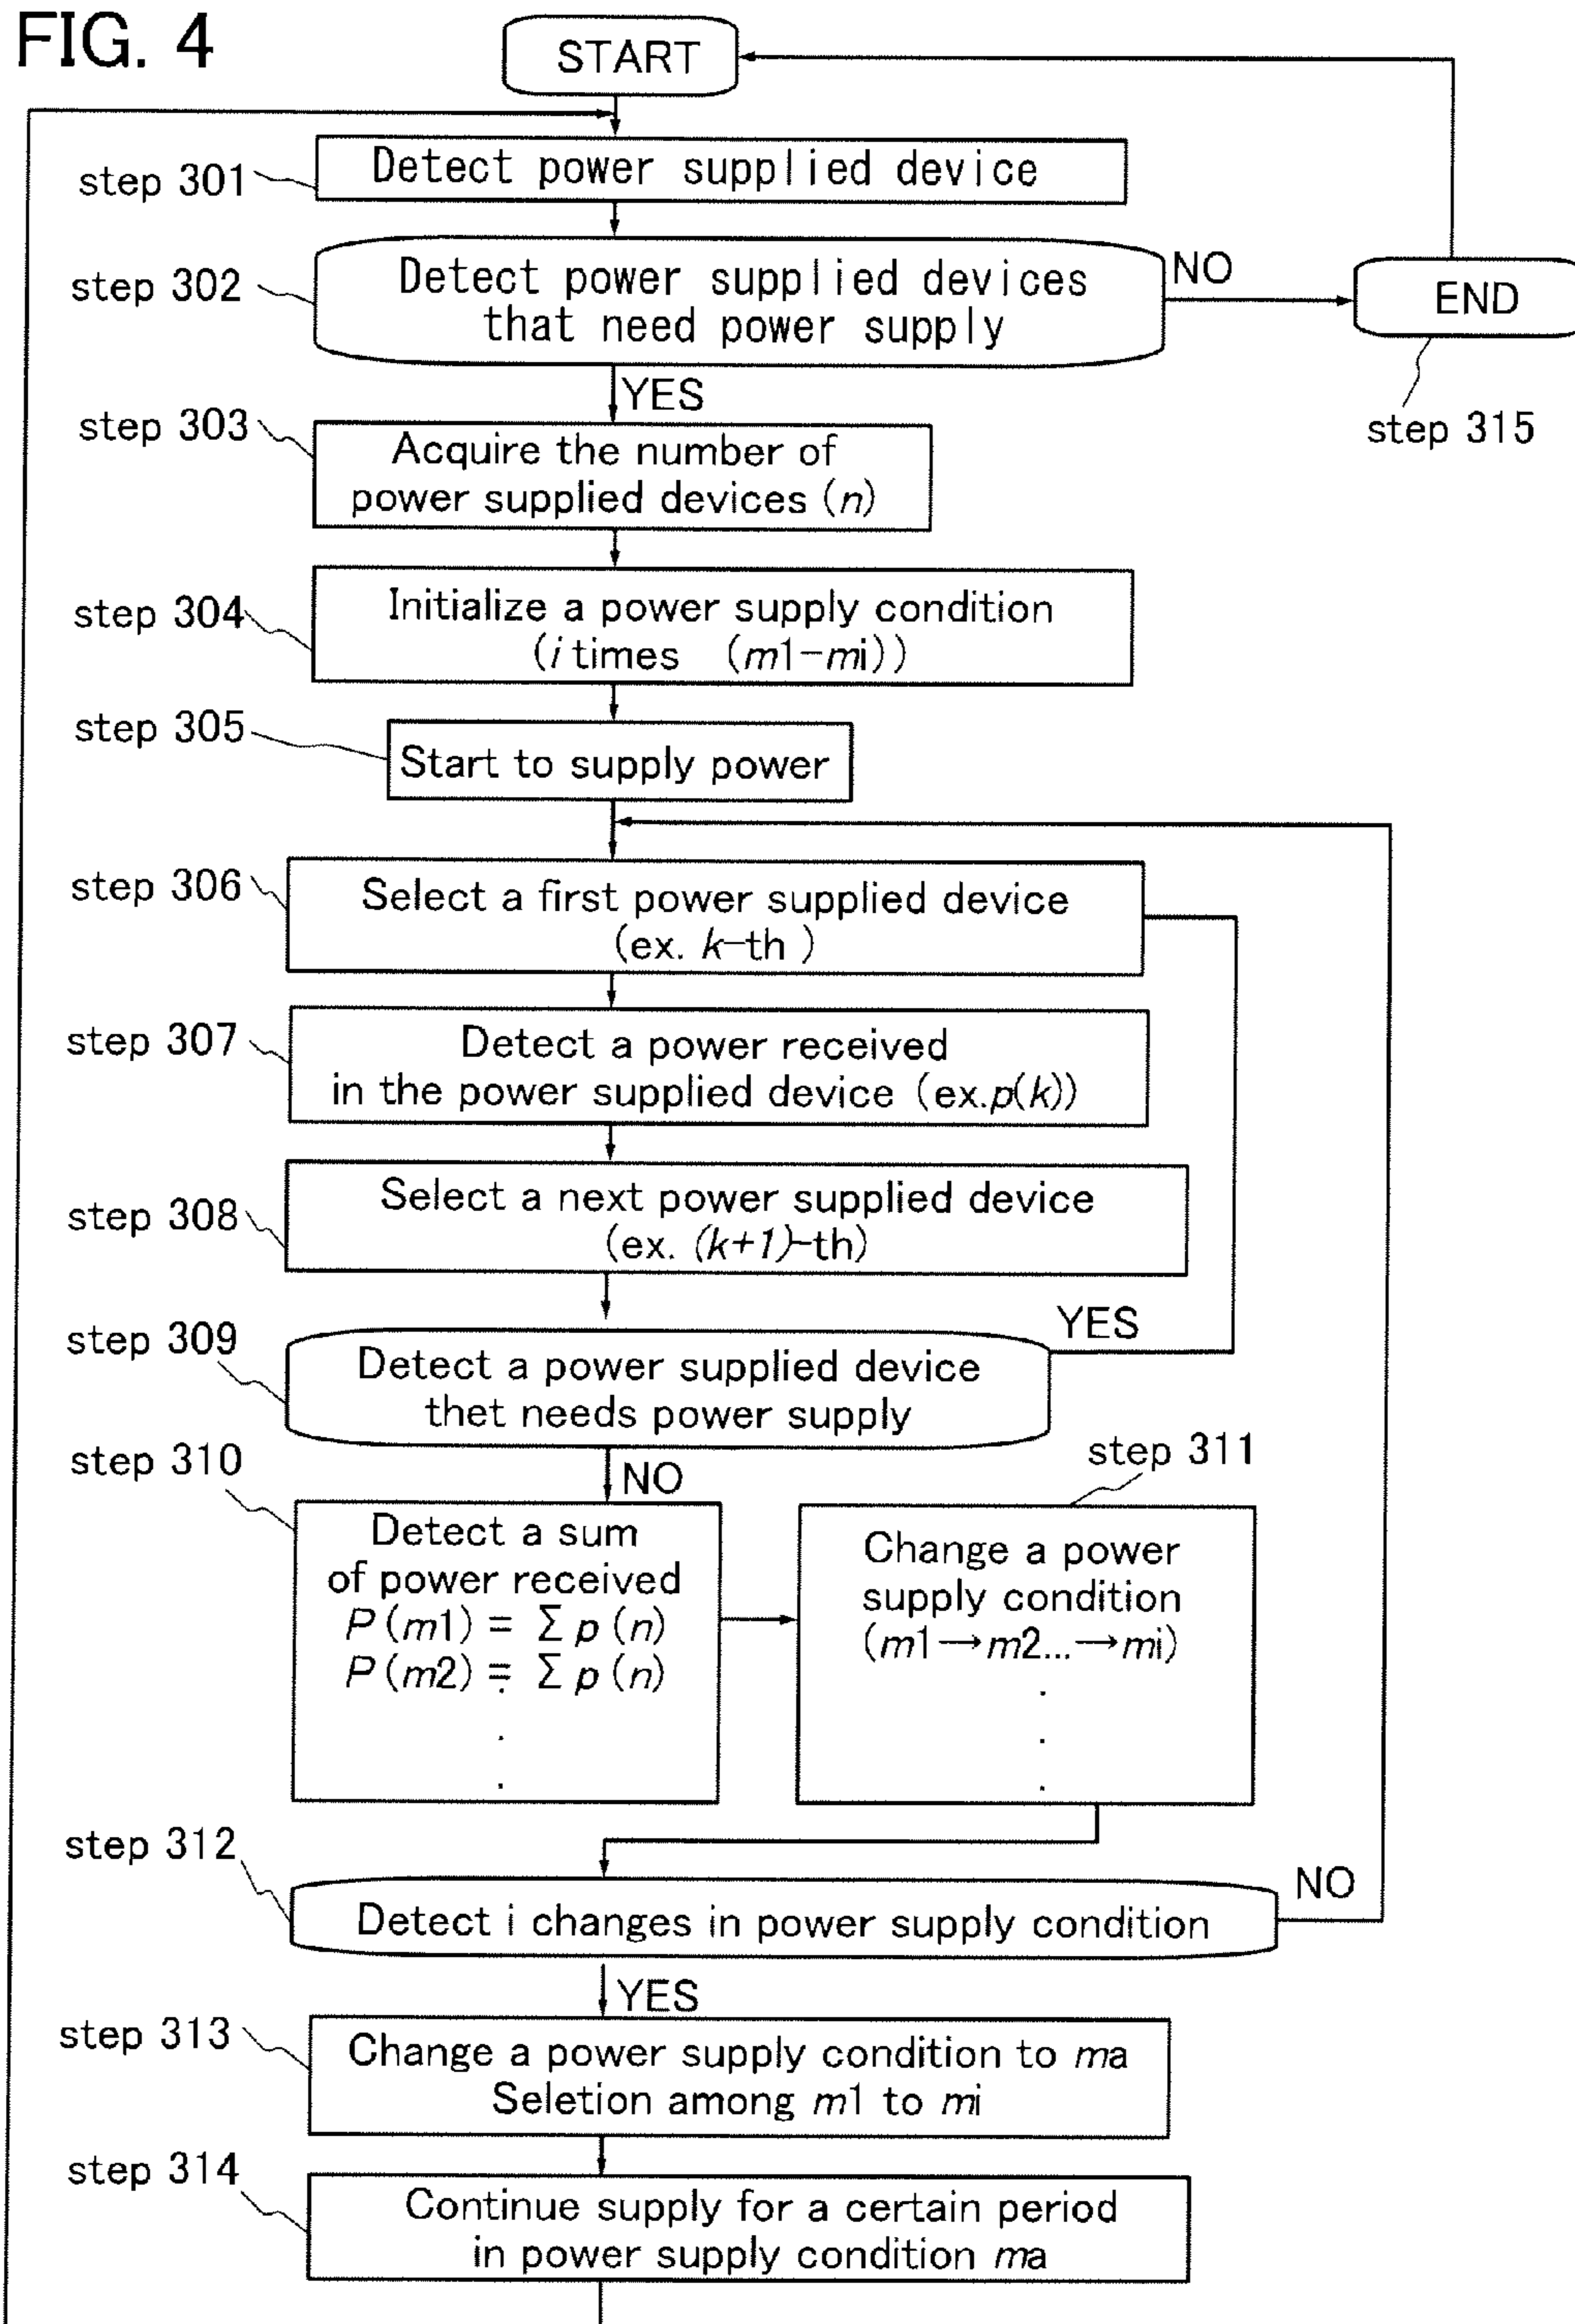 FIG. 4
START
step 301
Detect power supplied device
step 302
Detect power supplied devices
that need power supply
NO
END
step 315
YES
step 303
Acquire the number of
power supplied devices (n)
step 304
Initialize a power supply condition
(i times (m1-mi))
step 305
Start to supply power
step 306
Select a first power supplied device
(ex. k-th )
step 307
Detect a power received
in the power supplied device (ex.p(k))
step 308
Select a next power supplied device
(ex. (k+1)-th)
step 309
YES
Detect a power supplied device
thet needs power supply
step 310
NO
step 311
Detect a sum
of power received
P(m1) = Σ p (n)
P(m2) = Σ p (n)
.
.
.
Change a power
supply condition
(m1→m2...→mi)
.
.
.
step 312
NO
Detect i changes in power supply condition
YES
step 313
Change a power supply condition to ma
Seletion among m1 to mi
step 314
Continue supply for a certain period
in power supply condition ma